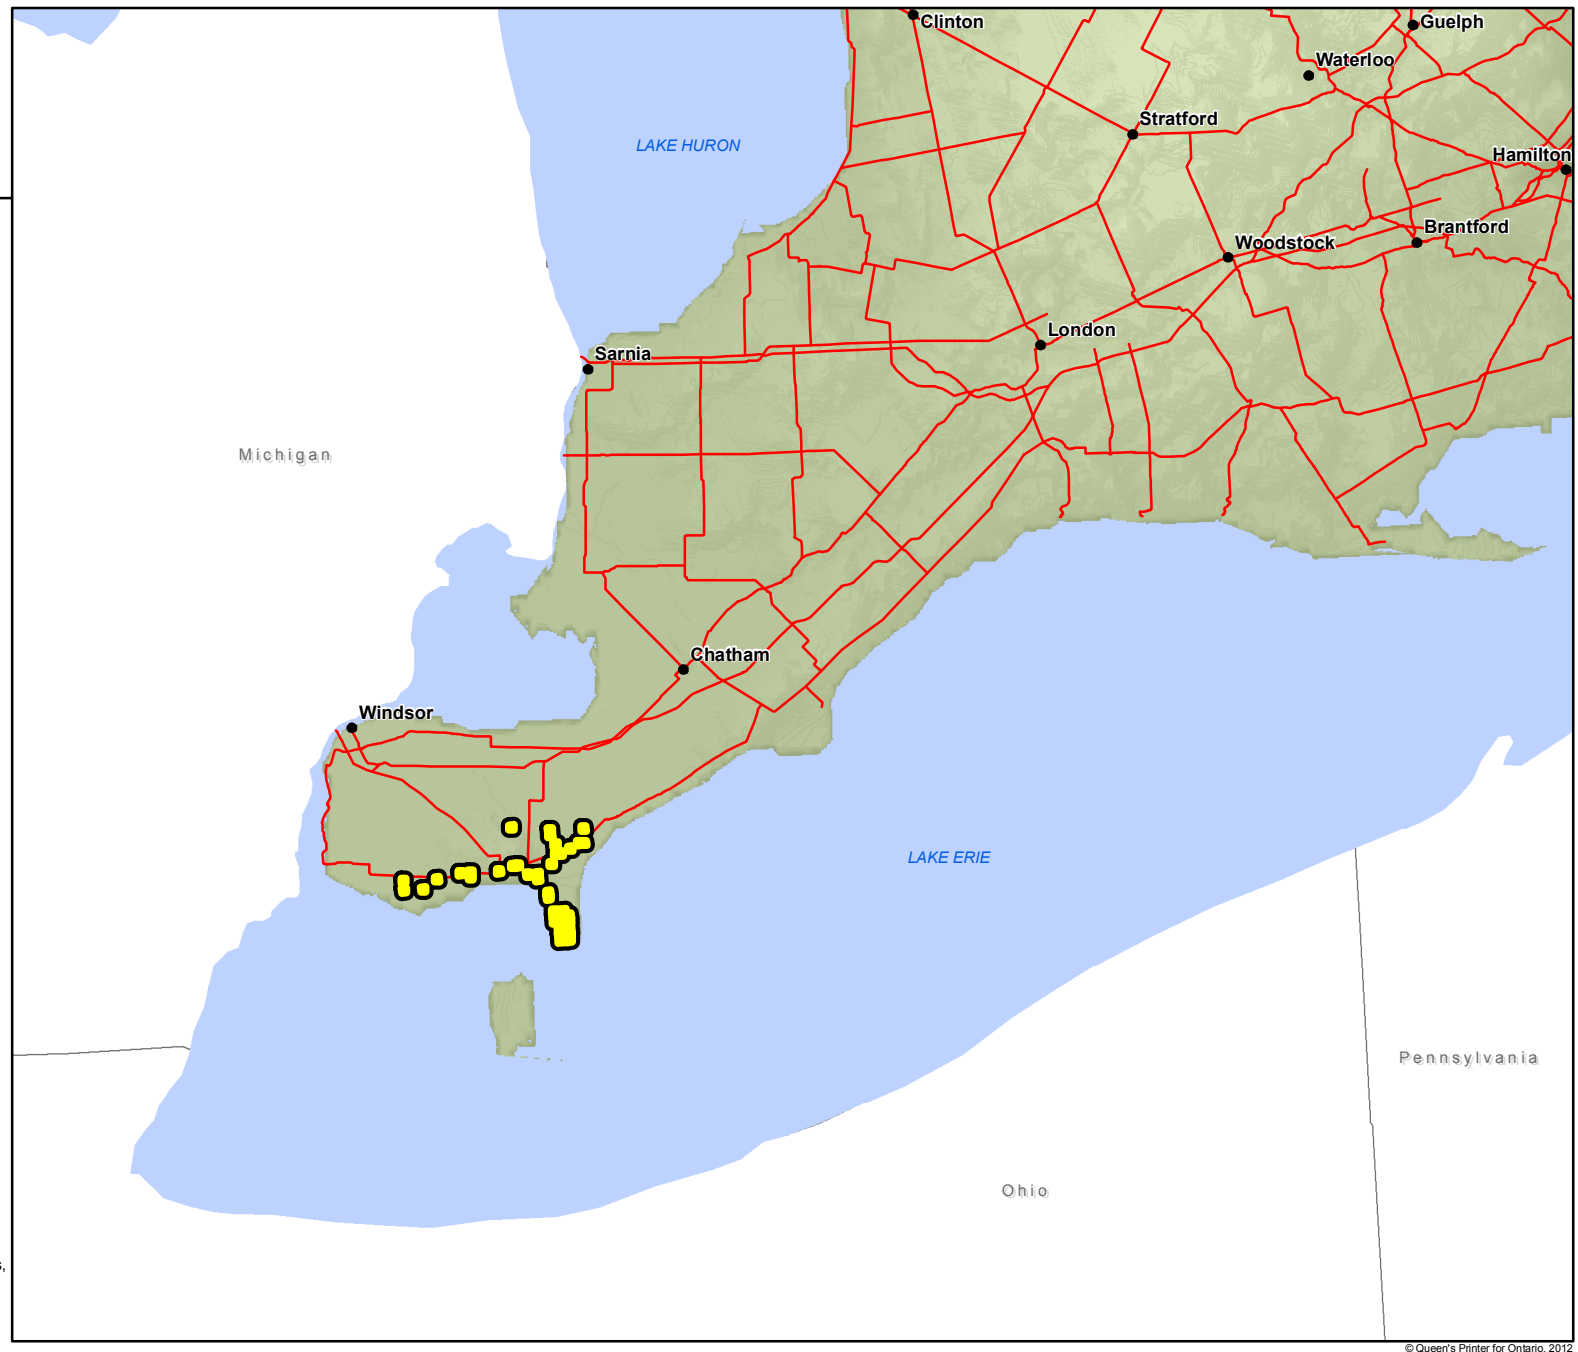 Clinton
Guelph
Waterloo
Stratford
LAKE HURON
Hamilton
Brantford
Woodstock
London
Sarnia
Michigan
Chatham
Windsor
LAKE ERIE
Pennsylvania
Ohio
s,
© Queen's Printer for Ontario, 2012